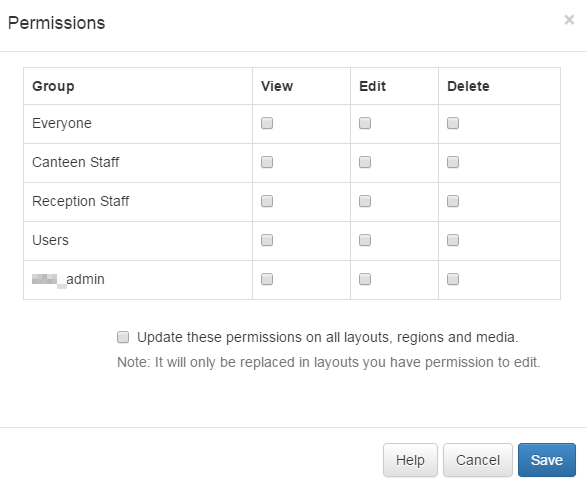 Permissions ×
Group View Edit Delete
Everyone
Canteen Staff
Reception Staff
Users
_admin
Update these permissions on all layouts, regions and media.
Note: It will only be replaced in layouts you have permission to edit.
Help Cancel Save